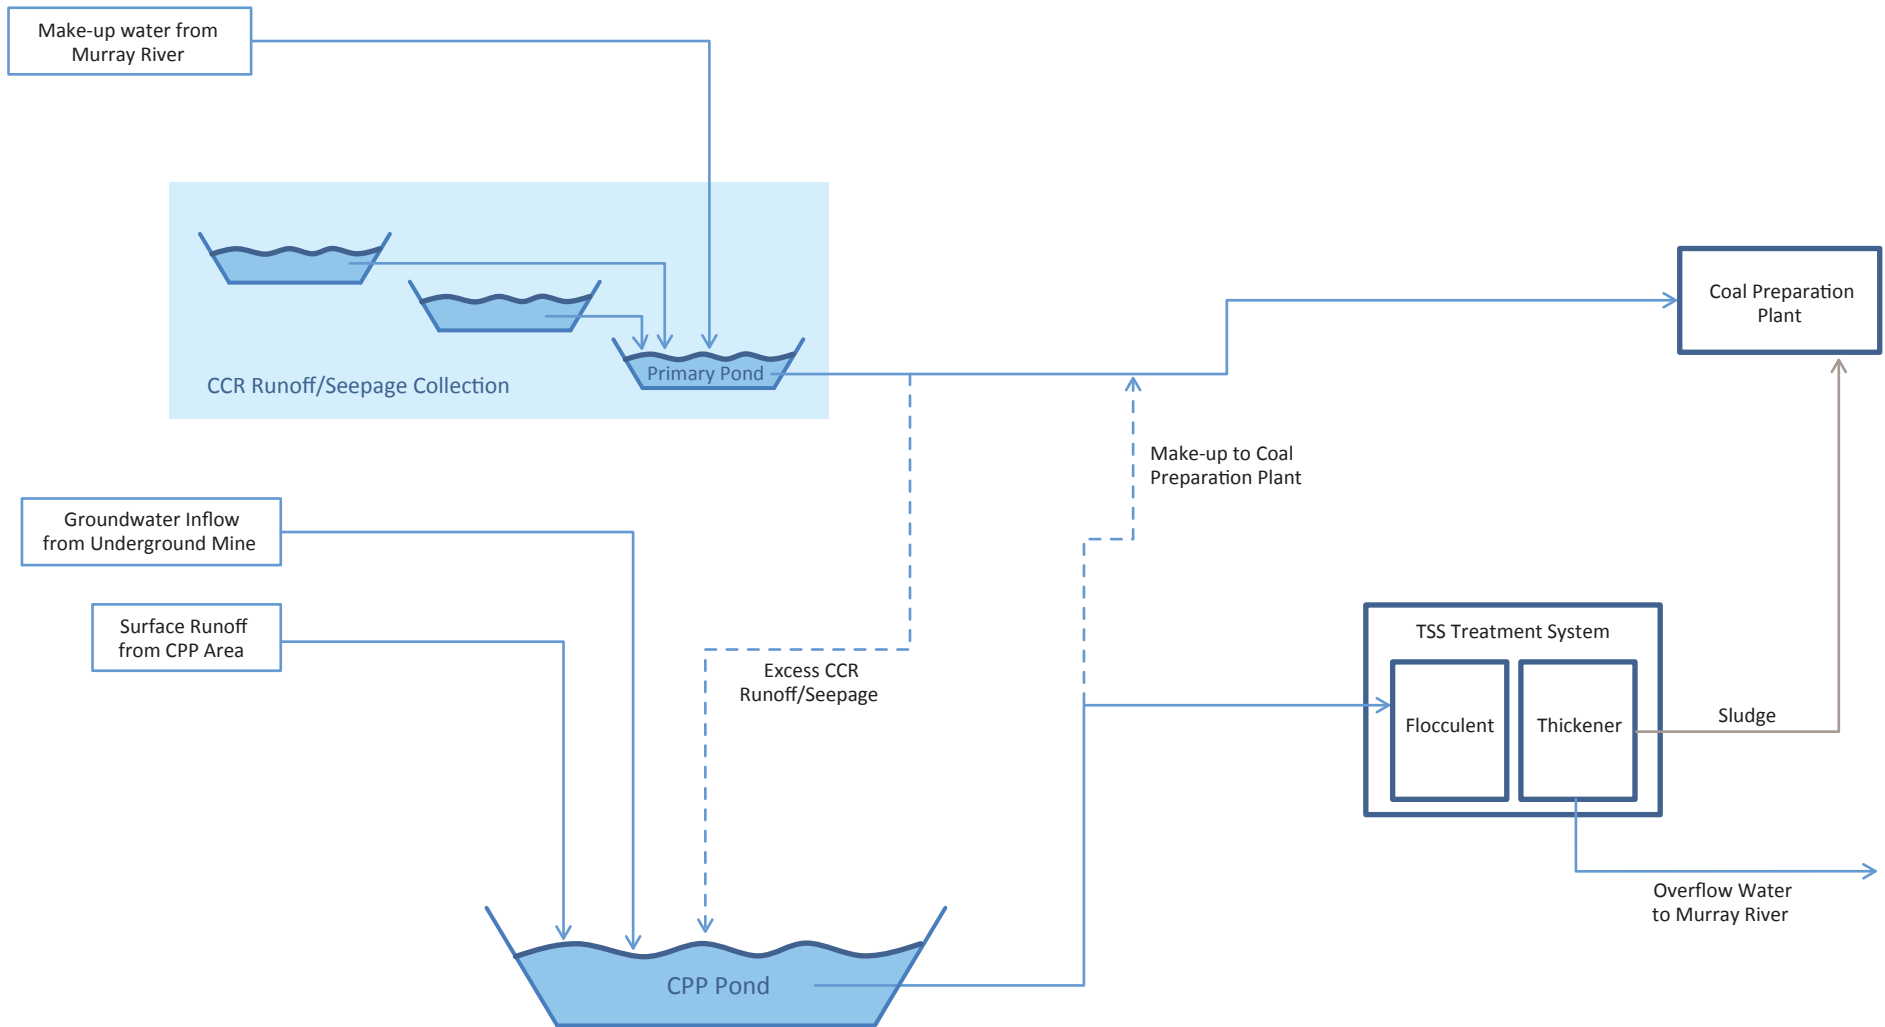 Make-up water from
Murray River
Primary Pond
CCR Runoff/Seepage Collection
Coal Preparation
Plant
Make-up to Coal
Preparation Plant
Groundwater Inflow
from Underground Mine
Surface Runoff
from CPP Area
Excess CCR
Runoff/Seepage
TSS Treatment System
Flocculent
Thickener
Sludge
Overflow Water
to Murray River
CPP Pond